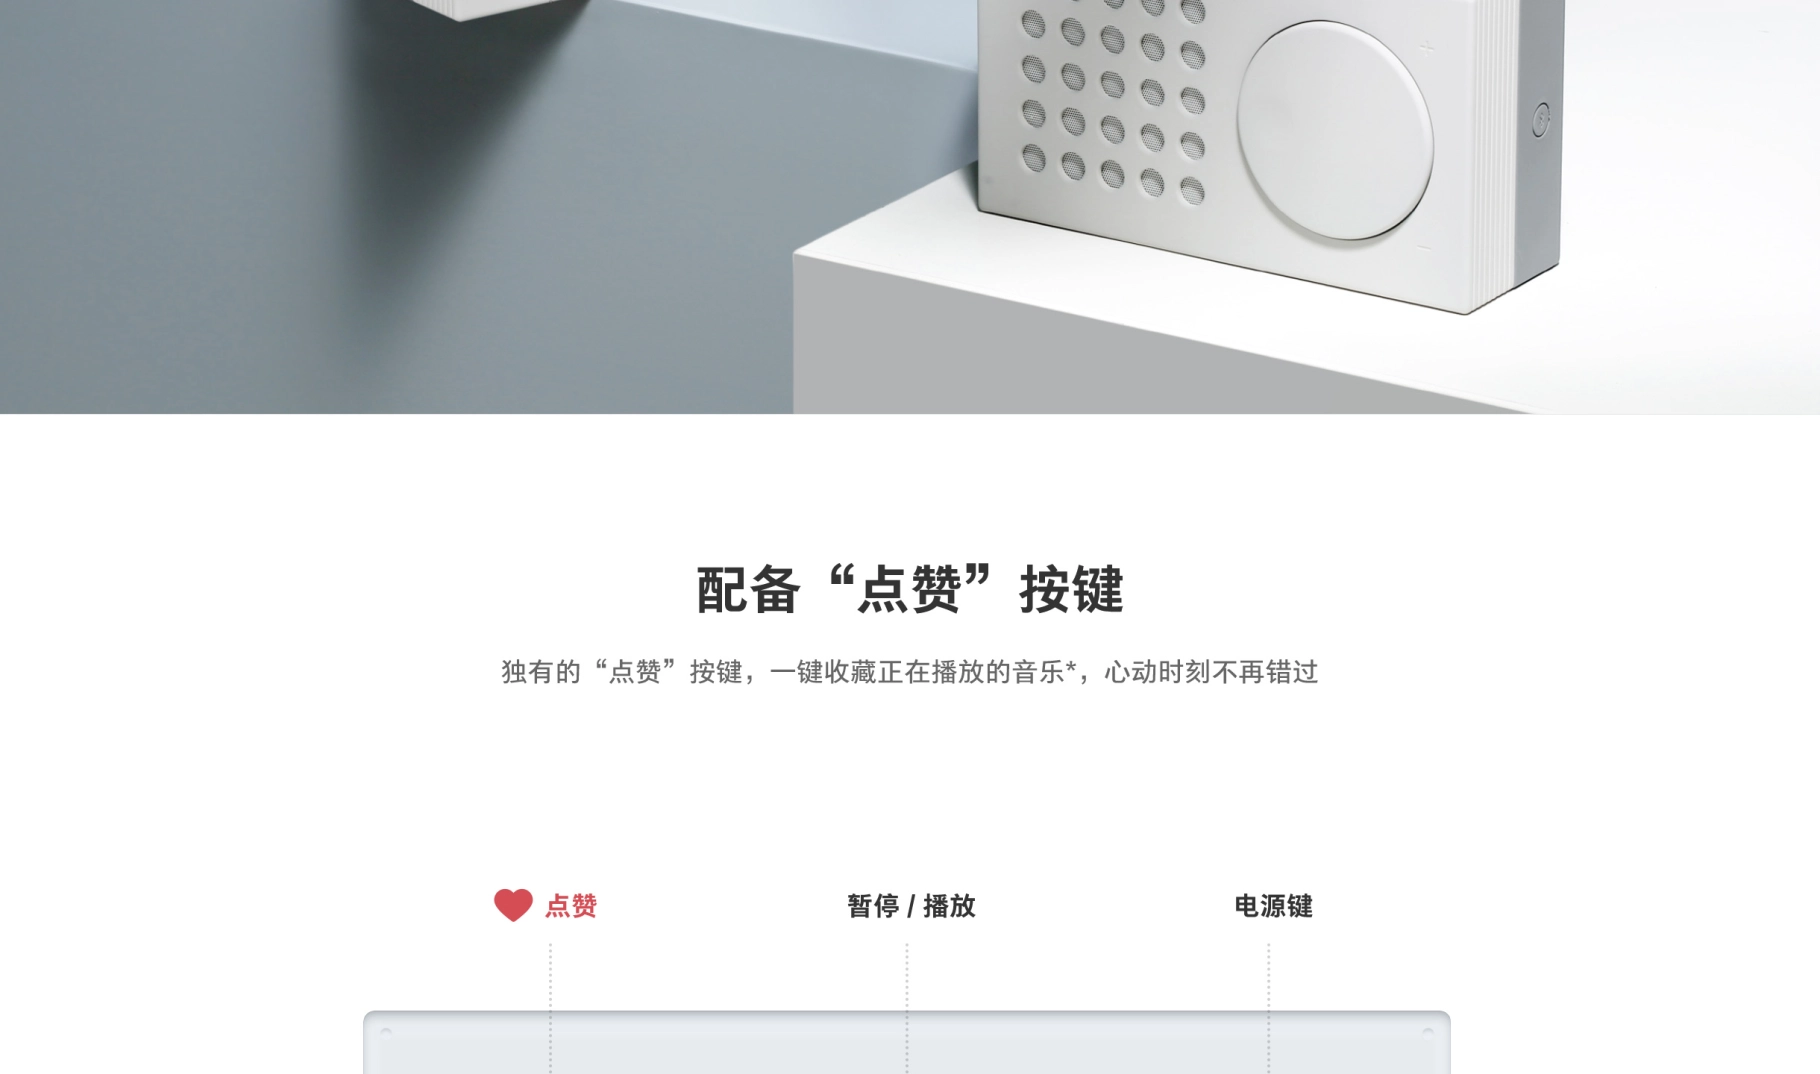 配备“点赞”按键
独有的“点赞”按键，一键收藏正在播放的音乐*，心动时刻不再错过
点赞
暂停 / 播放
电源键